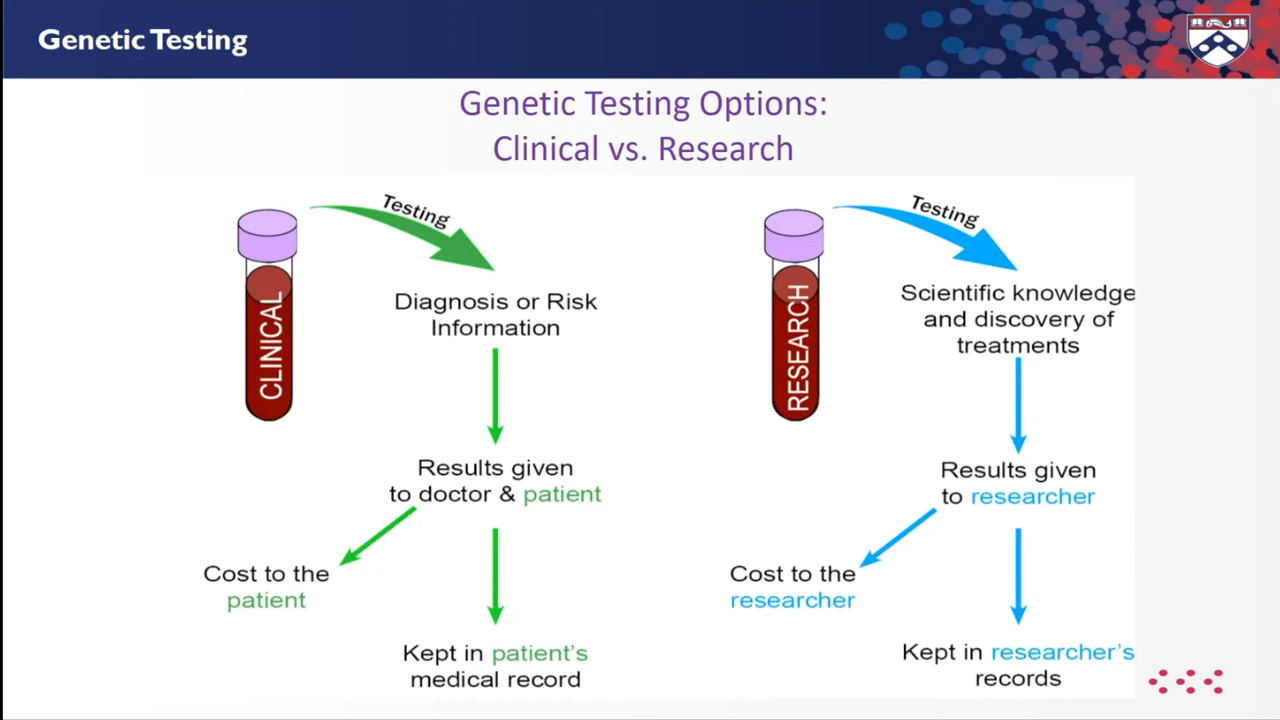 Genetic Testing
Genetic Testing Options:
Clinical vs. Research
Testing
CLINICAL
Diagnosis or Risk
Information
Results given
to doctor & patient
Cost to the
patient
Kept in patient's
medical record
Testing
RESEARCH
Scientific knowledge
and discovery of
treatments
Results given
to researcher
Cost to the
researcher
Kept in researcher's
records